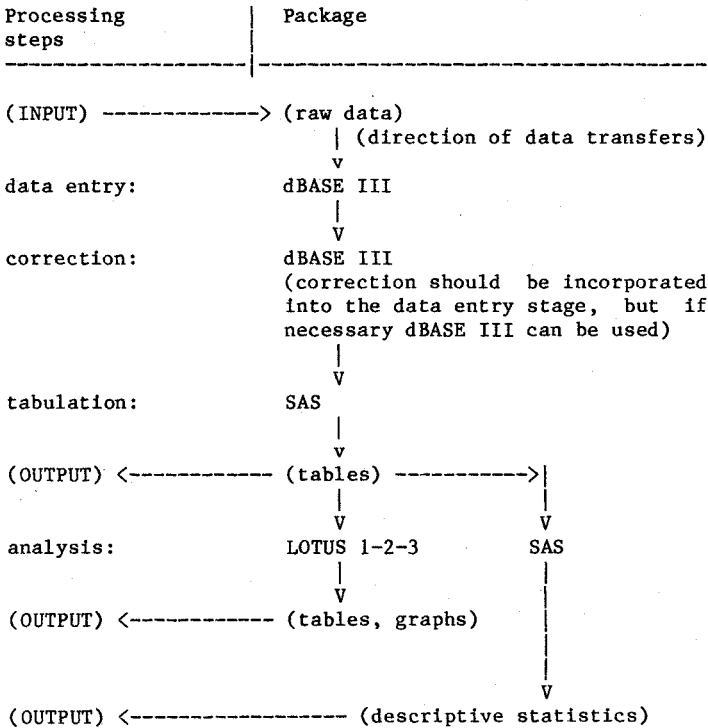 Processing | Package
steps |
---------------------|---------------------------------------
(INPUT) -------------> (raw data)
| (direction of data transfers)
v
data entry: dBASE III
|
V
correction: dBASE III
(correction should be incorporated
into the data entry stage, but if
necessary dBASE III can be used)
|
V
tabulation: SAS
|
v
(OUTPUT) <------------ (tables) ----------->|
| |
V V
analysis: LOTUS 1-2-3 SAS
| |
V |
(OUTPUT) <------------ (tables, graphs) |
|
|
V
(OUTPUT) <------------------ (descriptive statistics)